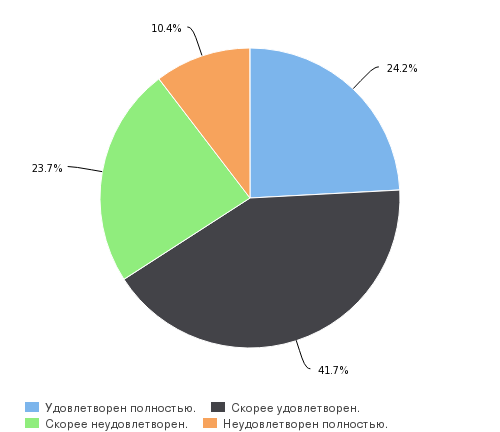 10.4%
24.2%
23.7%
41.7%
Удовлетворен полностью. Скорее удовлетворен.
Скорее неудовлетворен. Неудовлетворен полностью.